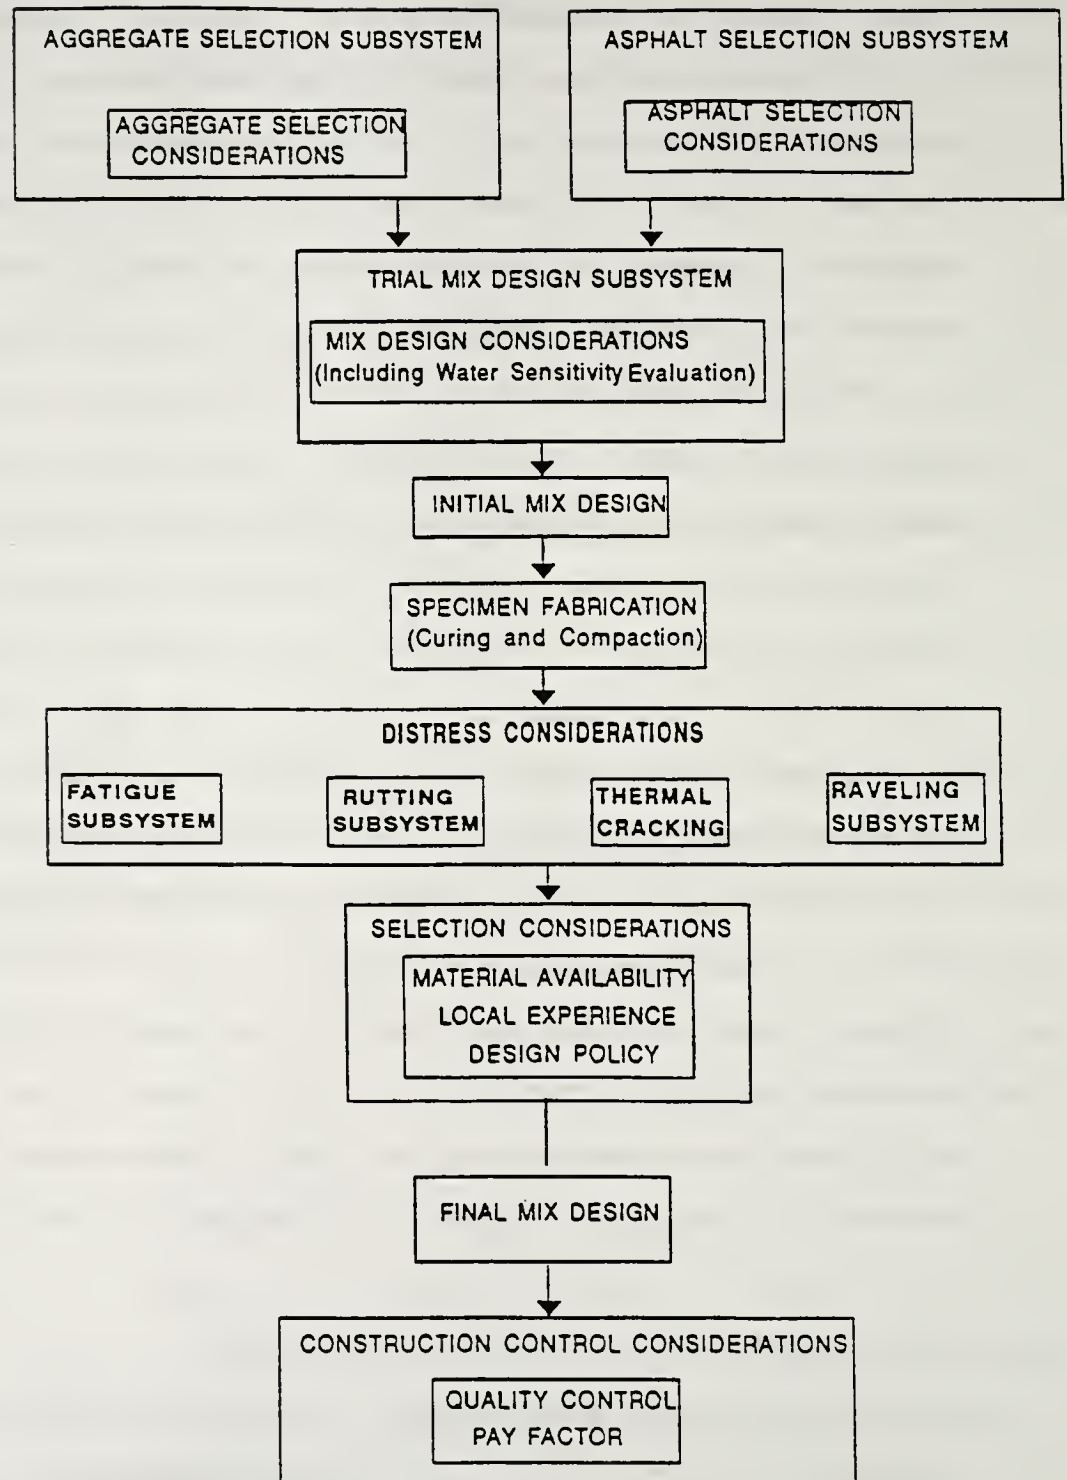 AGGREGATE SELECTION SUBSYSTEM
AGGREGATE SELECTION
CONSIDERATIONS
ASPHALT SELECTION SUBSYSTEM
ASPHALT SELECTION
CONSIDERATIONS
TRIAL MIX DESIGN SUBSYSTEM
MIX DESIGN CONSIDERATIONS
(Including Water Sensitivity Evaluation)
INITIAL MIX DESIGN
SPECIMEN FABRICATION
(Curing and Compaction)
DISTRESS CONSIDERATIONS
FATIGUE
SUBSYSTEM
RUTTING
SUBSYSTEM
THERMAL
CRACKING
RAVELING
SUBSYSTEM
SELECTION CONSIDERATIONS
MATERIAL AVAILABILITY
LOCAL EXPERIENCE
DESIGN POLICY
FINAL MIX DESIGN
CONSTRUCTION CONTROL CONSIDERATIONS
QUALITY CONTROL
PAY FACTOR